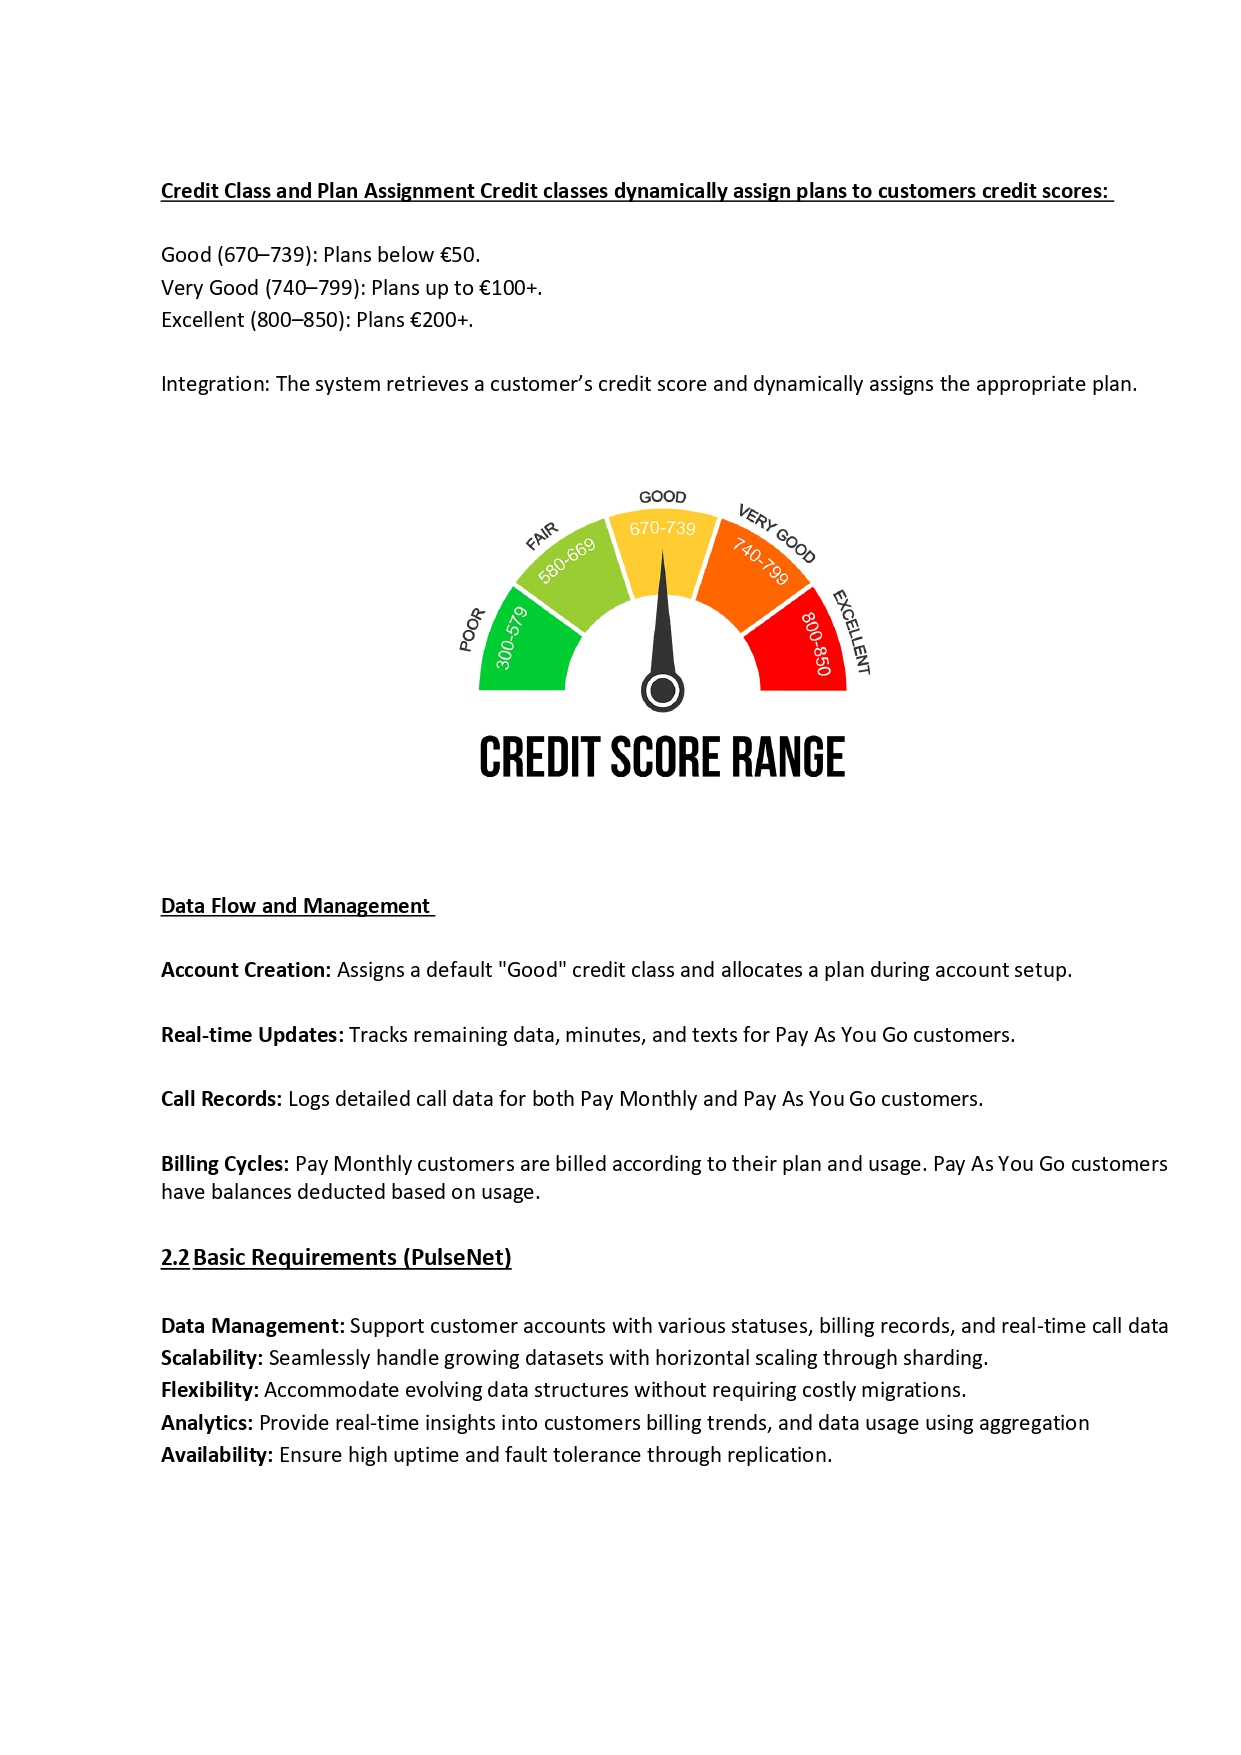 Credit Class and Plan Assignment Credit classes dynamically assign plans to customers credit scores:
Good (670–739): Plans below €50.
Very Good (740–799): Plans up to €100+.
Excellent (800–850): Plans €200+.
Integration: The system retrieves a customer’s credit score and dynamically assigns the appropriate plan.
POOR
300-579
FAIR
580-669
GOOD
670-739
VERY GOOD
740-799
EXCELLENT
800-850
CREDIT SCORE RANGE
Data Flow and Management
Account Creation: Assigns a default "Good" credit class and allocates a plan during account setup.
Real-time Updates: Tracks remaining data, minutes, and texts for Pay As You Go customers.
Call Records: Logs detailed call data for both Pay Monthly and Pay As You Go customers.
Billing Cycles: Pay Monthly customers are billed according to their plan and usage. Pay As You Go customers
have balances deducted based on usage.
2.2 Basic Requirements (PulseNet)
Data Management: Support customer accounts with various statuses, billing records, and real-time call data
Scalability: Seamlessly handle growing datasets with horizontal scaling through sharding.
Flexibility: Accommodate evolving data structures without requiring costly migrations.
Analytics: Provide real-time insights into customers billing trends, and data usage using aggregation
Availability: Ensure high uptime and fault tolerance through replication.